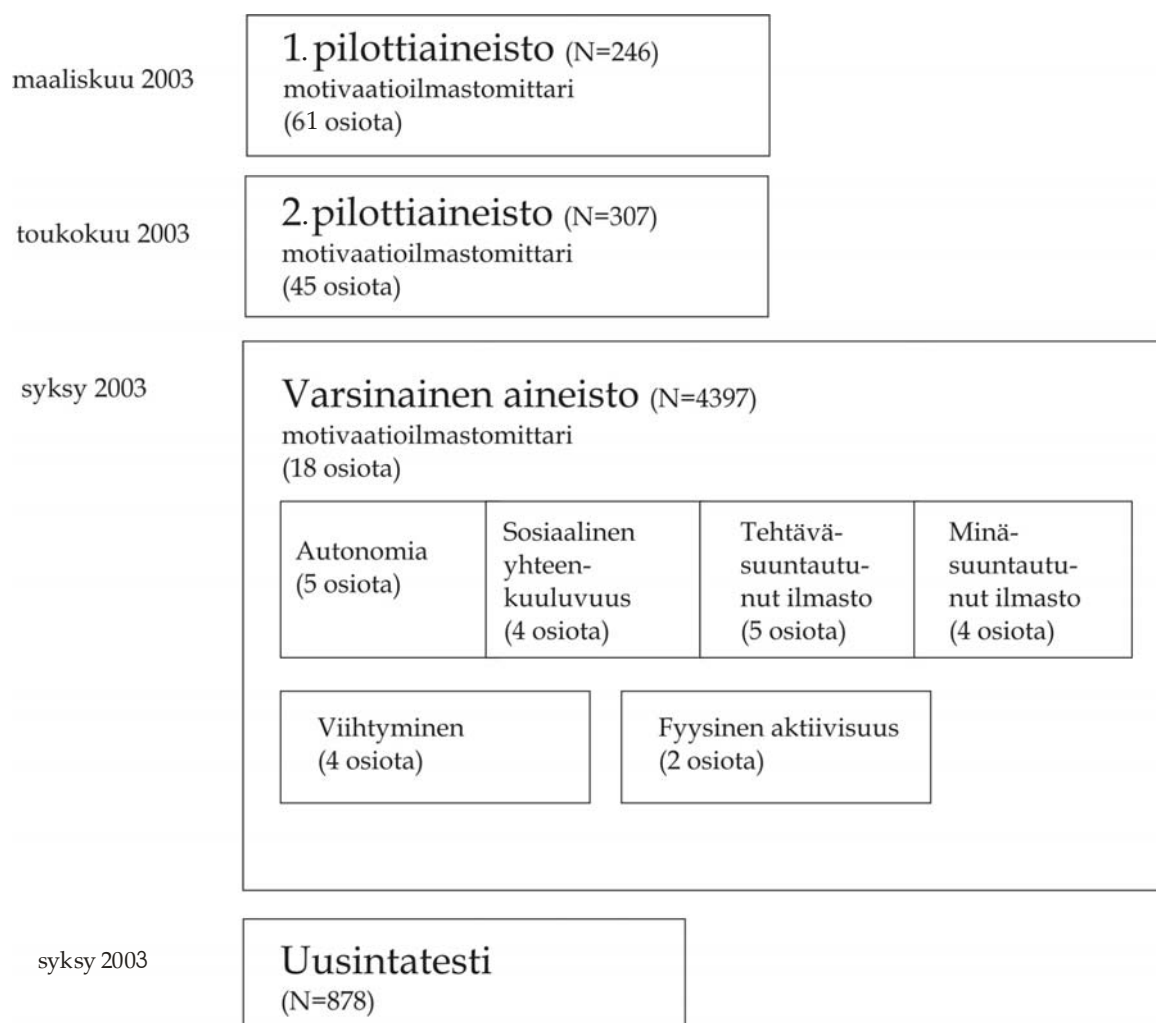 maaliskuu 2003
1. pilottiaineisto (N=246)
motivaatioilmastomittari
(61 osiota)
toukokuu 2003
2. pilottiaineisto (N=307)
motivaatioilmastomittari
(45 osiota)
syksy 2003
Varsinainen aineisto (N=4397)
motivaatioilmastomittari
(18 osiota)
Autonomia
(5 osiota)
Sosiaalinen
yhteen-
kuuluvuus
(4 osiota)
Tehtävä-
suuntautu-
nut ilmasto
(5 osiota)
Minä-
suuntautu-
nut ilmasto
(4 osiota)
Viihtyminen
(4 osiota)
Fyysinen aktiivisuus
(2 osiota)
syksy 2003
Uusintatesti
(N=878)